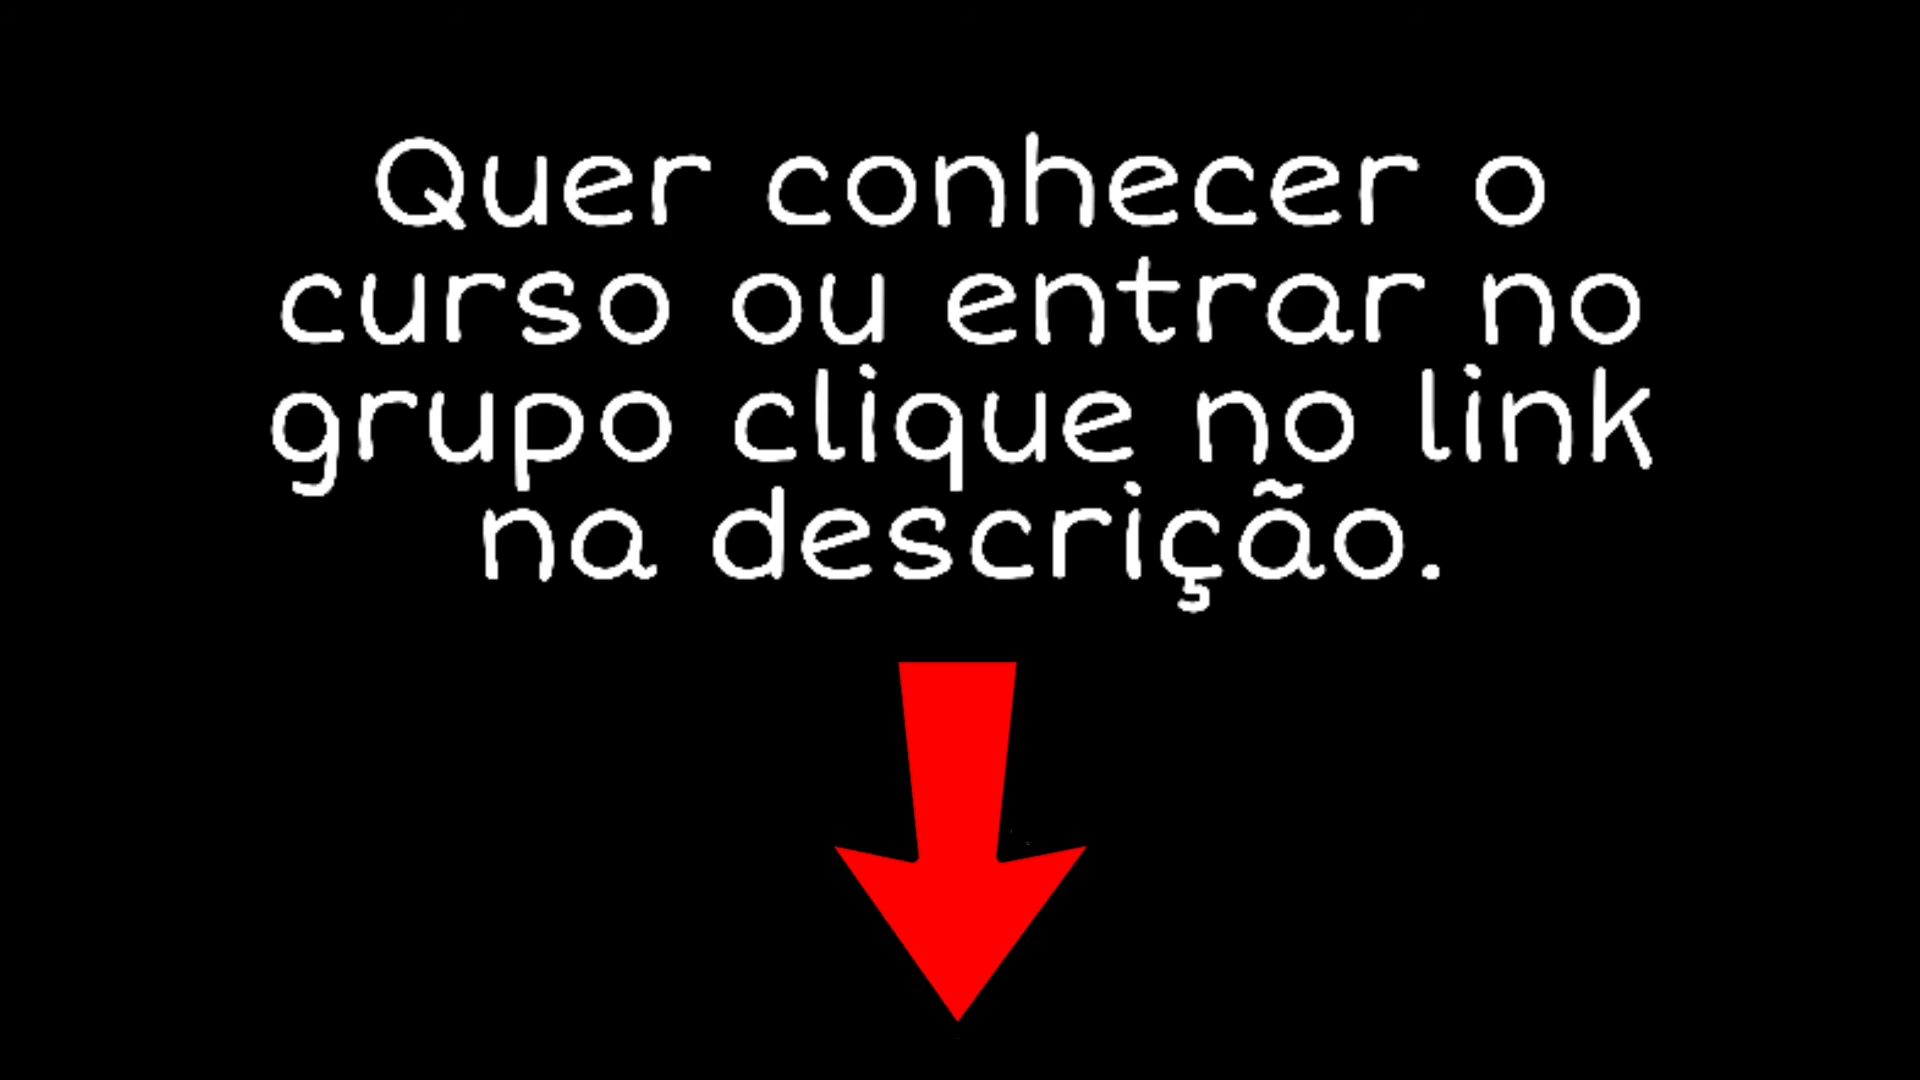 Quer conhecer o
curso ou entrar no
grupo clique no link
na descrição.